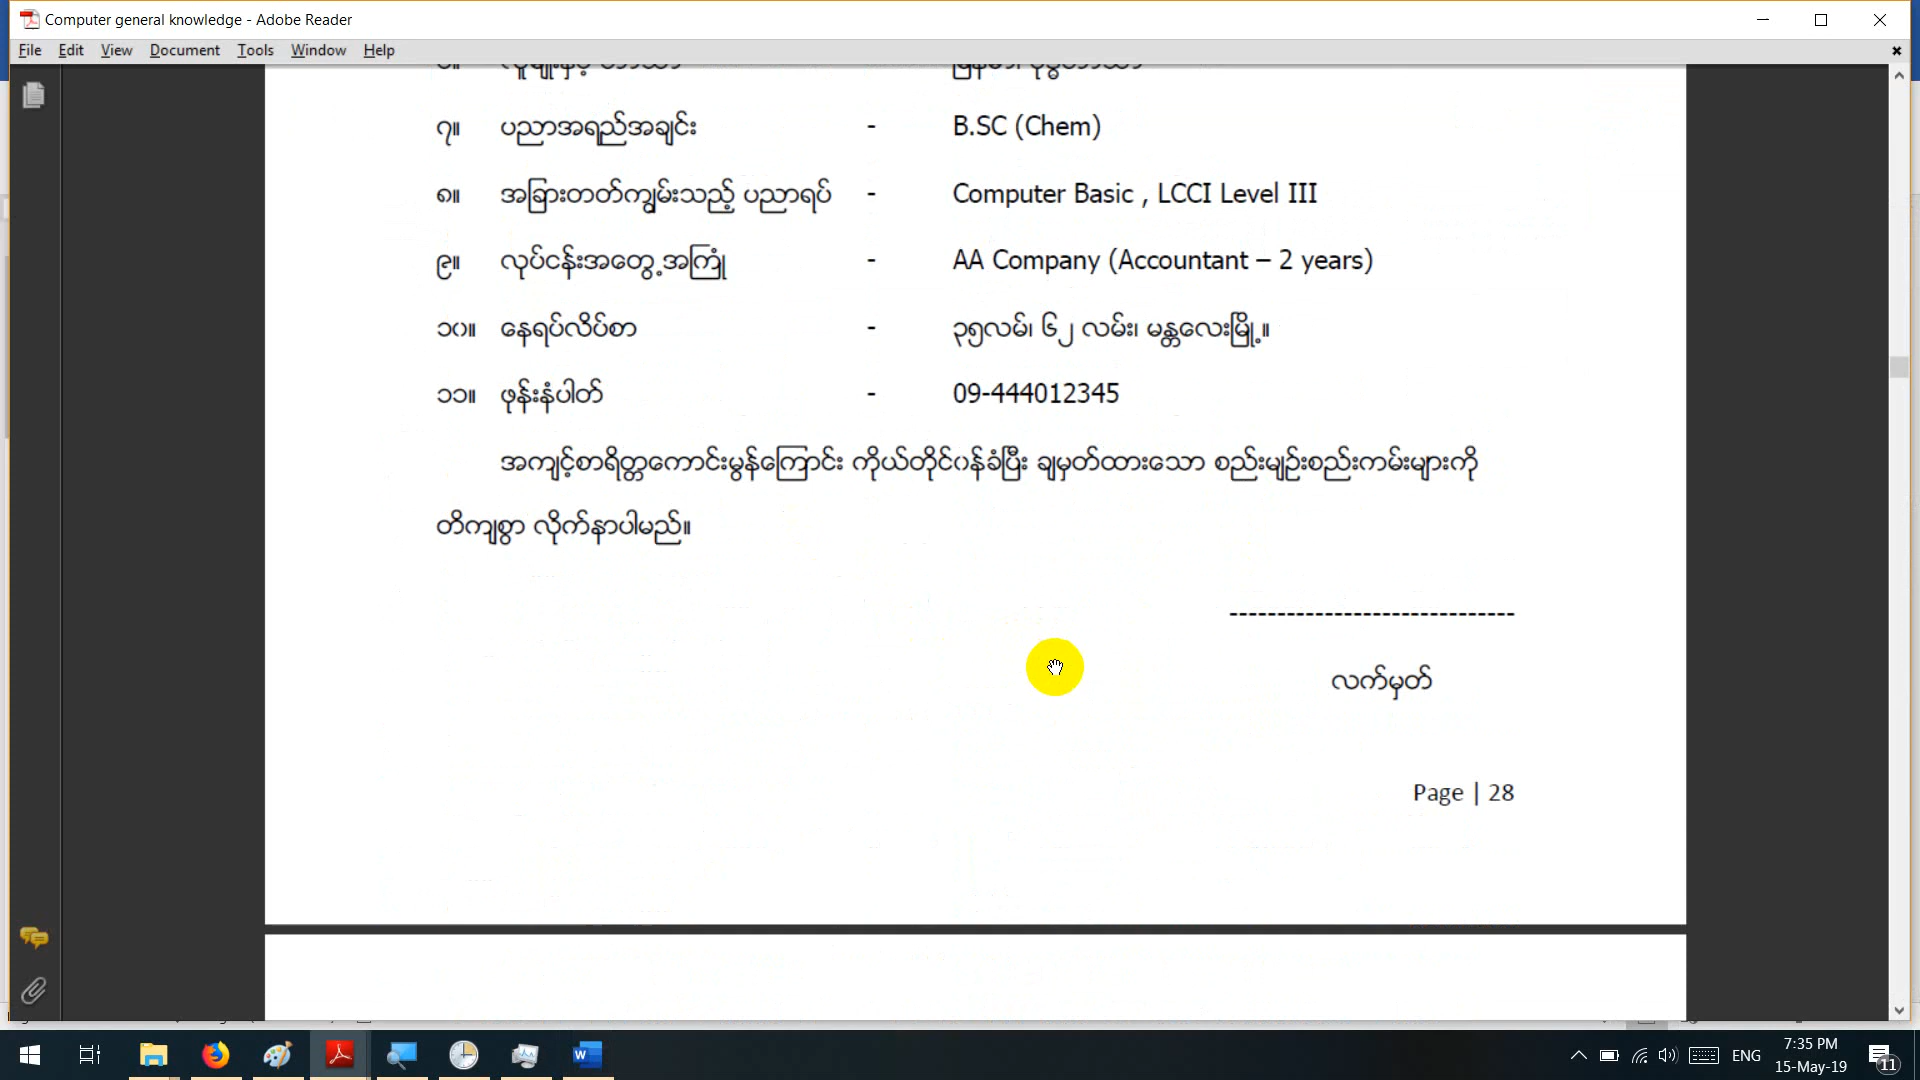 Computer general knowledge - Adobe Reader
File Edit View Document Tools Window Help
၇။ ပညာအရည်အချင်း - B.SC (Chem)
၈။ အခြားတတ်ကျွမ်းသည့် ပညာရပ် - Computer Basic , LCCI Level III
၉။ လုပ်ငန်းအတွေ့အကြုံ - AA Company (Accountant – 2 years)
၁၀။ နေရပ်လိပ်စာ - ၃၅လမ်၊ ၆၂ လမ်း၊ မန္တလေးမြို့။
၁၁။ ဖုန်းနံပါတ် - 09-444012345
အကျင့်စာရိတ္တကောင်းမွန်ကြောင်း ကိုယ်တိုင်ဝန်ခံပြီး ချမှတ်ထားသော စည်းမျဉ်းစည်းကမ်းများကို
တိကျစွာ လိုက်နာပါမည်။
------------------------------
လက်မှတ်
Page | 28
ENG
7:35 PM
15-May-19
11